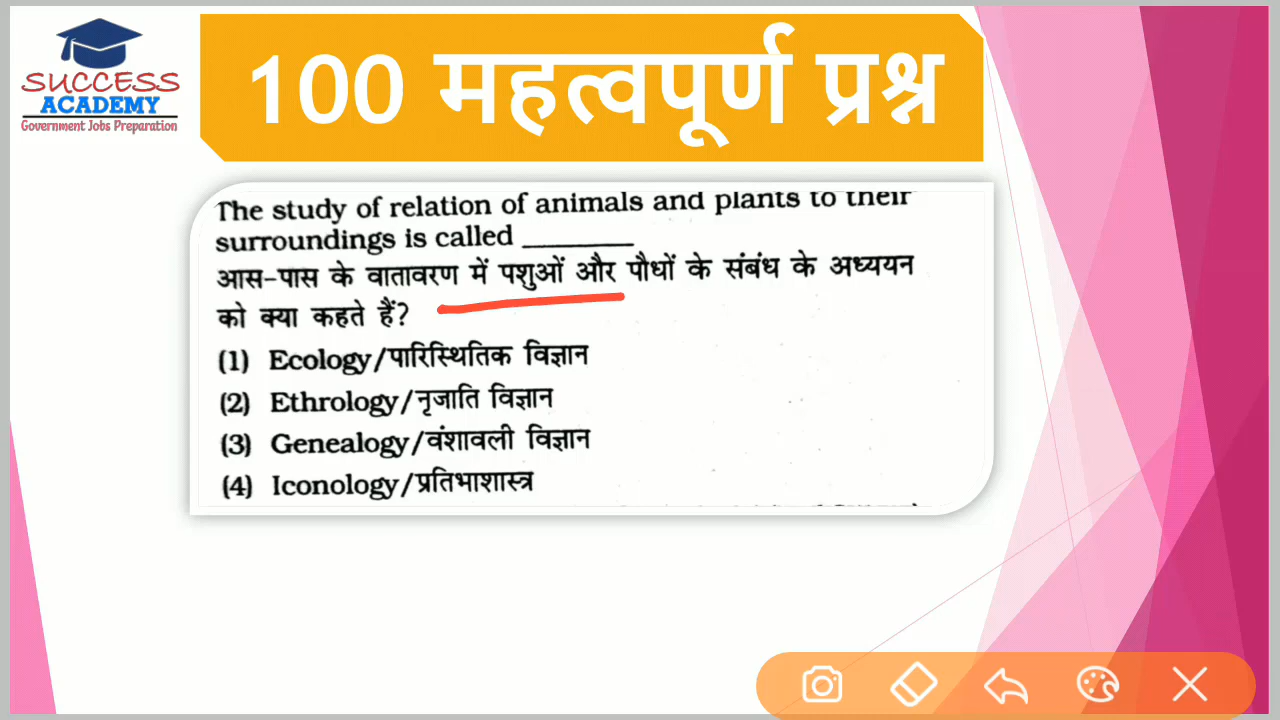 SUCCESS
ACADEMY
Government Jobs Preparation
100 महत्वपूर्ण प्रश्न
The study of relation of animals and plants to their
surroundings is called ________
आस-पास के वातावरण में पशुओं और पौधों के संबंध के अध्ययन
को क्या कहते हैं?
(1) Ecology/पारिस्थितिक विज्ञान
(2) Ethrology/नृजाति विज्ञान
(3) Genealogy/वंशावली विज्ञान
(4) Iconology/प्रतिभाशास्त्र